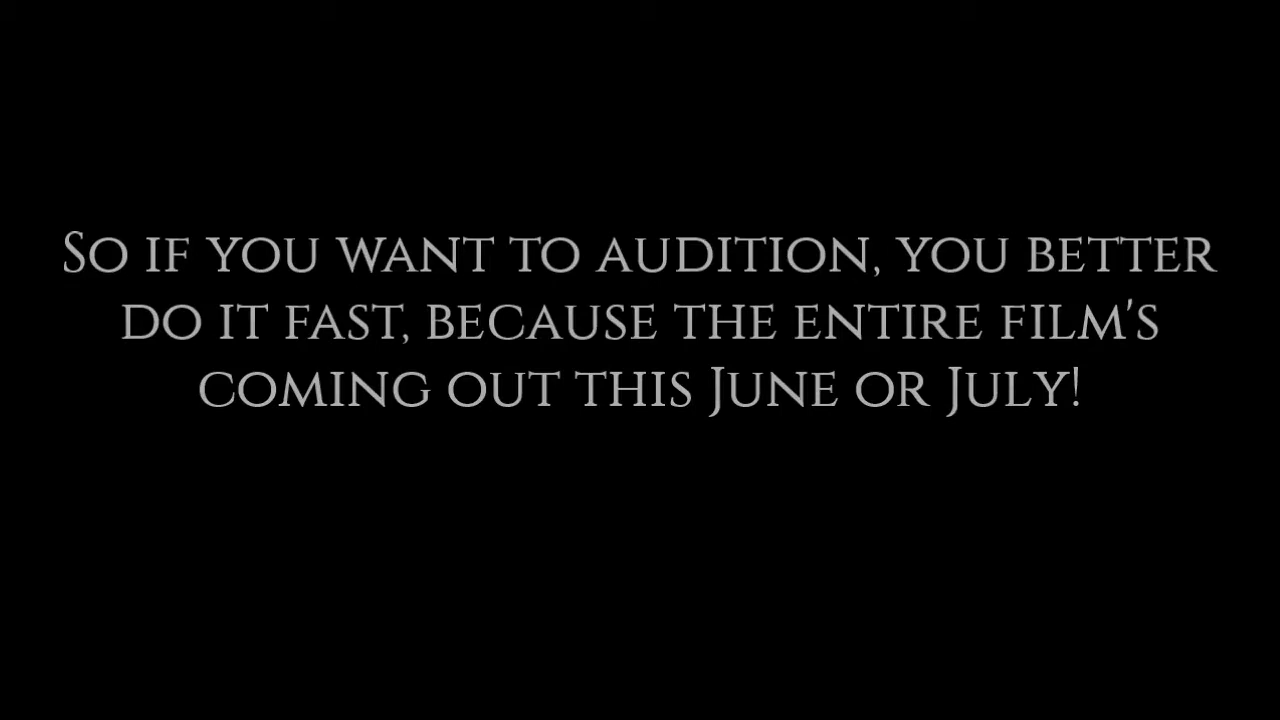 So if you want to audition, you better
do it fast, because the entire film's
coming out this June or July!